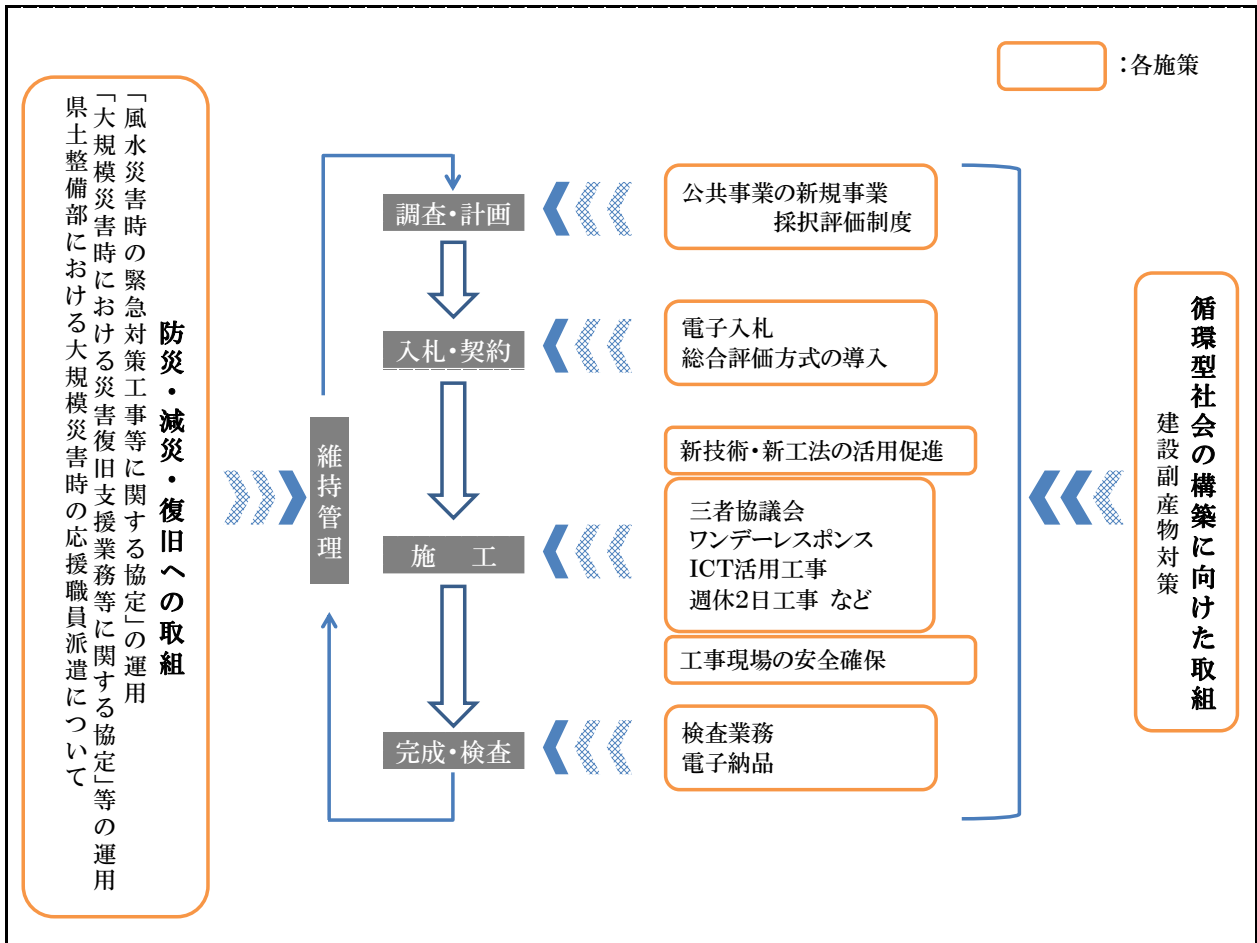 ：各施策
防災・減災・復旧への取組
「風水災害時の緊急対策工事等に関する協定」の運用
「大規模災害時における災害復旧支援業務等に関する協定」等の運用
県土整備部における大規模災害時の応援職員派遣について
維持管理
調査・計画
公共事業の新規事業
採択評価制度
入札・契約
電子入札
総合評価方式の導入
施　工
新技術・新工法の活用促進
三者協議会
ワンデーレスポンス
ICT活用工事
週休2日工事 など
工事現場の安全確保
完成・検査
検査業務
電子納品
循環型社会の構築に向けた取組
建設副産物対策